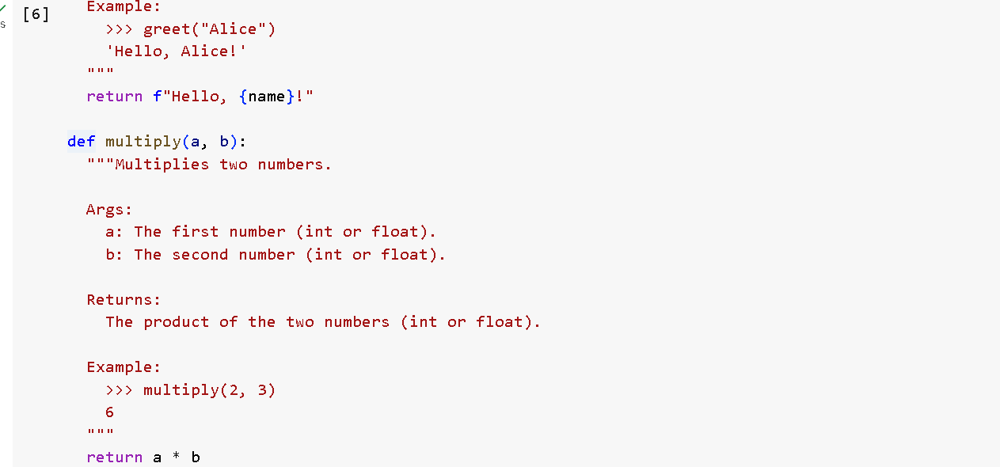 [6]
s
Example:
>>> greet("Alice")
'Hello, Alice!'
"""
return f"Hello, {name}!"
def multiply(a, b):
"""Multiplies two numbers.
Args:
a: The first number (int or float).
b: The second number (int or float).
Returns:
The product of the two numbers (int or float).
Example:
>>> multiply(2, 3)
6
"""
return a * b